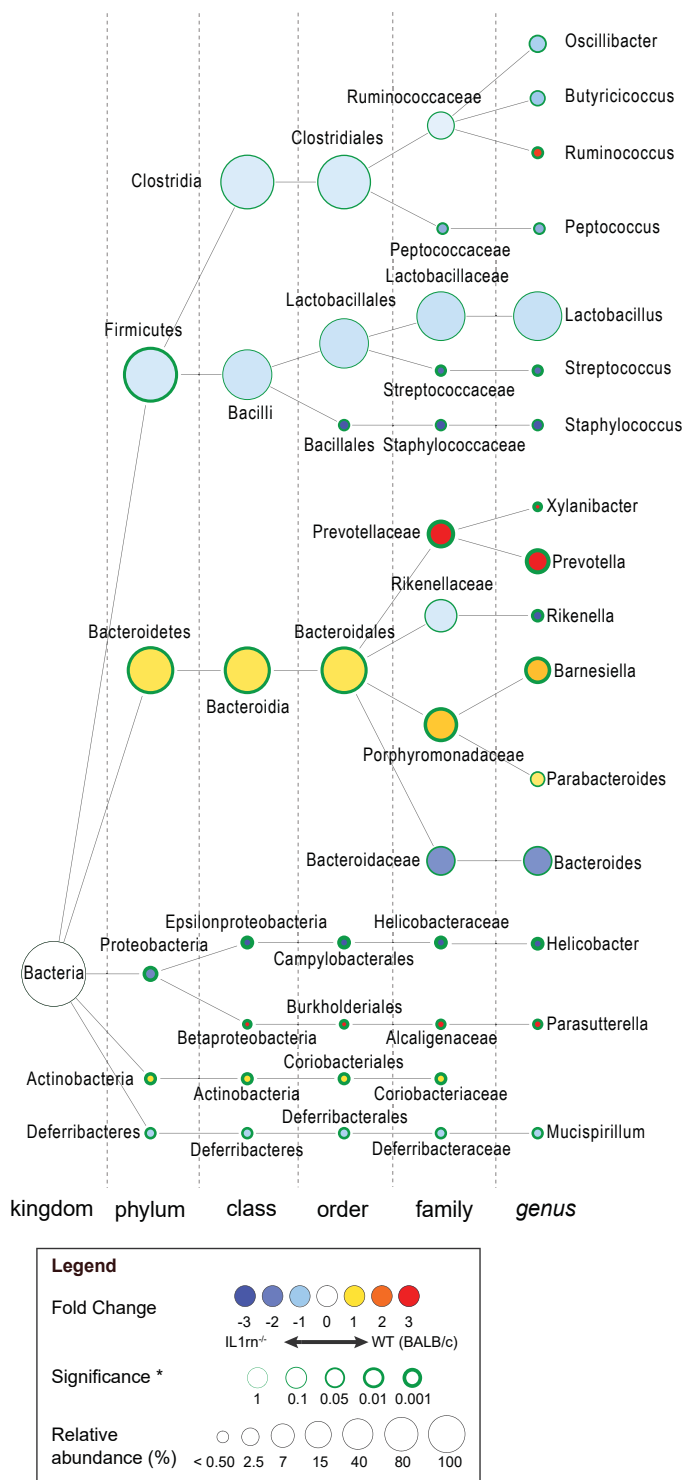 Oscillibacter
Ruminococcaceae
Butyricicoccus
Clostridiales
Ruminococcus
Clostridia
Peptococcus
Peptococcaceae
Lactobacillaceae
Lactobacillales
Lactobacillus
Firmicutes
Streptococcus
Streptococcaceae
Bacilli
Staphylococcus
Bacillales
Staphylococcaceae
Xylanibacter
Prevotellaceae
Prevotella
Rikenellaceae
Rikenella
Bacteroidetes
Bacteroidales
Barnesiella
Bacteroidia
Porphyromonadaceae
Parabacteroides
Bacteroidaceae
Bacteroides
Epsilonproteobacteria
Helicobacteraceae
Proteobacteria
Helicobacter
Campylobacterales
Bacteria
Burkholderiales
Parasutterella
Betaproteobacteria
Alcaligenaceae
Coriobacteriales
Actinobacteria
Actinobacteria
Coriobacteriaceae
Deferribacterales
Deferribacteres
Mucispirillum
Deferribacteres
Deferribacteraceae
kingdom phylum class order family genus
Legend
Fold Change
-3 -2 -1 0 1 2 3
IL1rn-/- WT (BALB/c)
Significance *
1 0.1 0.05 0.01 0.001
Relative
abundance (%)
< 0.50 2.5 7 15 40 80 100